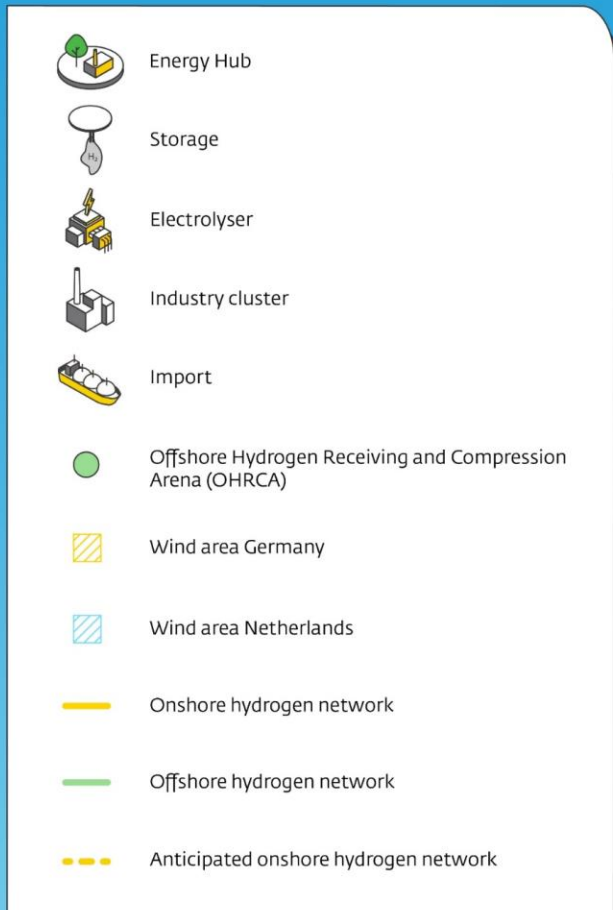 Energy Hub
Storage
H₂
Electrolyser
Industry cluster
Import
Offshore Hydrogen Receiving and Compression
Arena (OHRCA)
Wind area Germany
Wind area Netherlands
Onshore hydrogen network
Offshore hydrogen network
Anticipated onshore hydrogen network